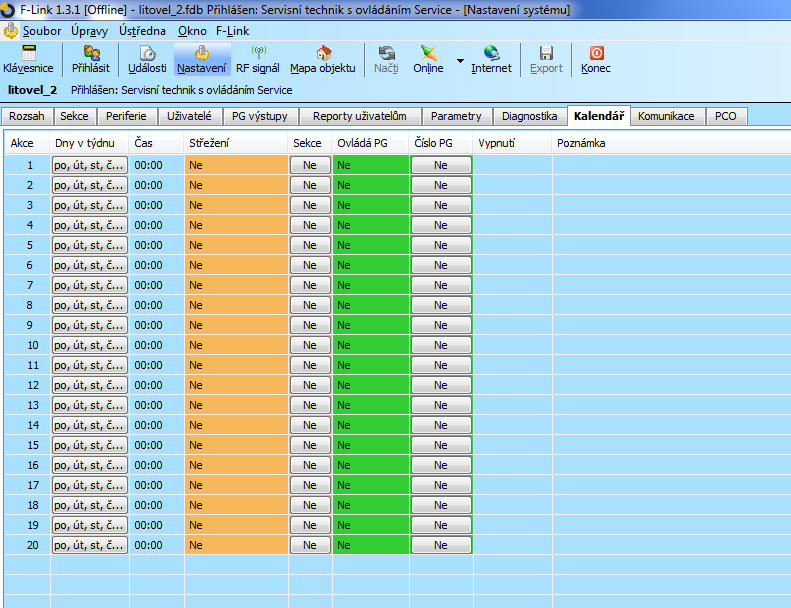 F-Link 1.3.1 [Offline] - litovel_2.fdb Přihlášen: Servisní technik s ovládáním Service - [Nastavení systému]
Soubor Úpravy Ústředna Okno F-Link
Klávesnice Přihlásit Události Nastavení RF signál Mapa objektu Načti Online Internet Export Konec
litovel_2 Přihlášen: Servisní technik s ovládáním Service
Rozsah Sekce Periferie Uživatelé PG výstupy Reporty uživatelům Parametry Diagnostika Kalendář Komunikace PCO
Akce Dny v týdnu Čas Střežení Sekce Ovládá PG Číslo PG Vypnutí Poznámka
1 po, út, st, č... 00:00 Ne Ne Ne Ne
2 po, út, st, č... 00:00 Ne Ne Ne Ne
3 po, út, st, č... 00:00 Ne Ne Ne Ne
4 po, út, st, č... 00:00 Ne Ne Ne Ne
5 po, út, st, č... 00:00 Ne Ne Ne Ne
6 po, út, st, č... 00:00 Ne Ne Ne Ne
7 po, út, st, č... 00:00 Ne Ne Ne Ne
8 po, út, st, č... 00:00 Ne Ne Ne Ne
9 po, út, st, č... 00:00 Ne Ne Ne Ne
10 po, út, st, č... 00:00 Ne Ne Ne Ne
11 po, út, st, č... 00:00 Ne Ne Ne Ne
12 po, út, st, č... 00:00 Ne Ne Ne Ne
13 po, út, st, č... 00:00 Ne Ne Ne Ne
14 po, út, st, č... 00:00 Ne Ne Ne Ne
15 po, út, st, č... 00:00 Ne Ne Ne Ne
16 po, út, st, č... 00:00 Ne Ne Ne Ne
17 po, út, st, č... 00:00 Ne Ne Ne Ne
18 po, út, st, č... 00:00 Ne Ne Ne Ne
19 po, út, st, č... 00:00 Ne Ne Ne Ne
20 po, út, st, č... 00:00 Ne Ne Ne Ne